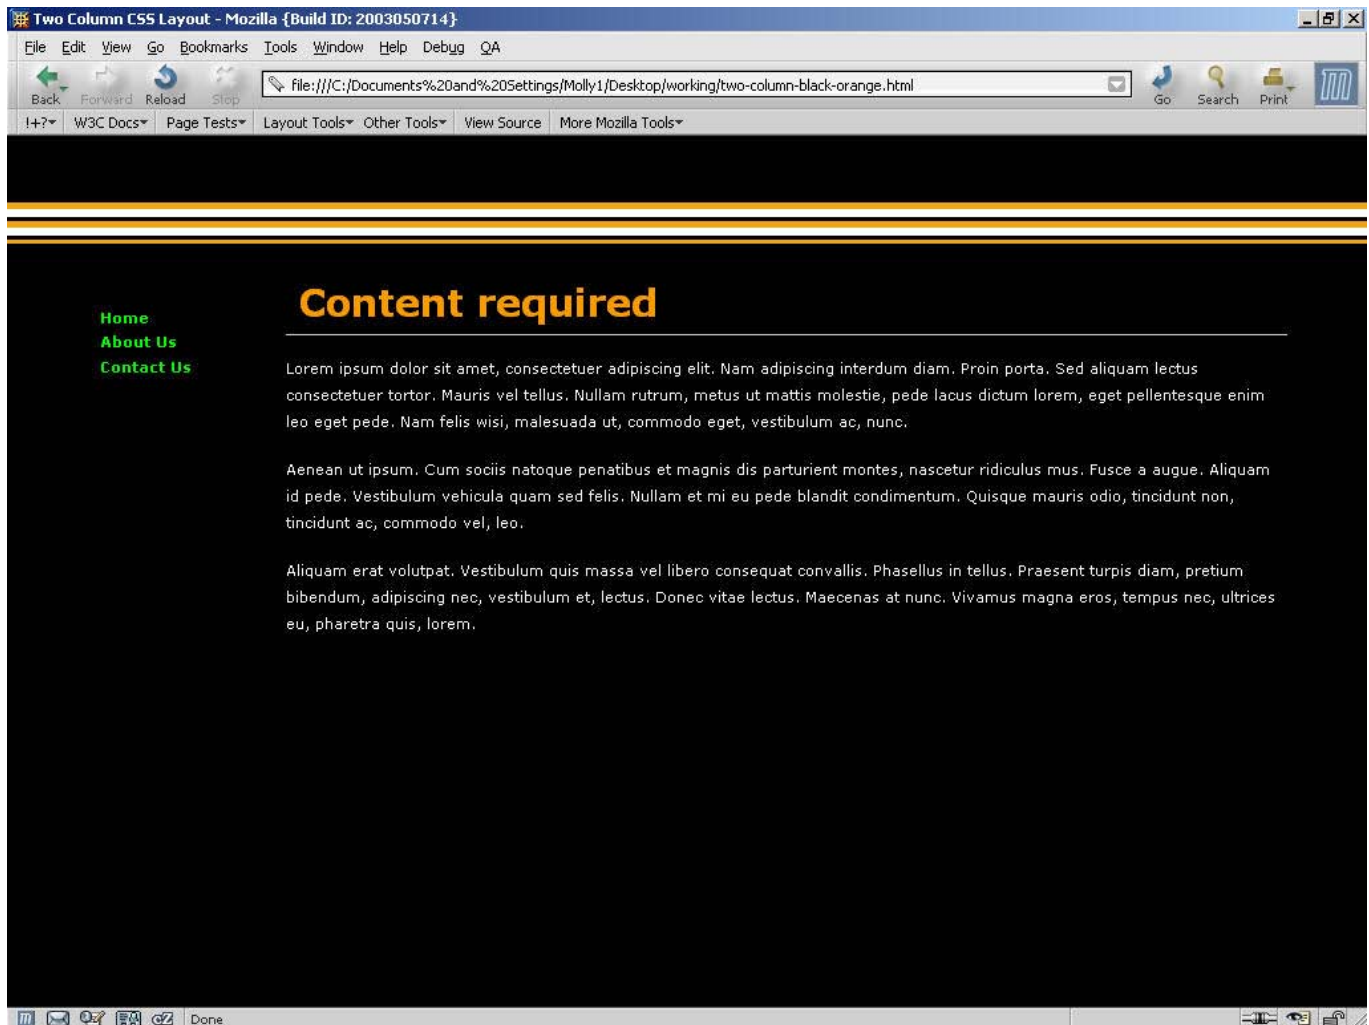 Two Column CSS Layout - Mozilla {Build ID: 2003050714}
File Edit View Go Bookmarks Tools Window Help Debug QA
Back Forward Reload Stop file:///C:/Documents%20and%20Settings/Molly1/Desktop/working/two-column-black-orange.html Go Search Print
!+? W3C Docs Page Tests Layout Tools Other Tools View Source More Mozilla Tools
Content required
Home
About Us
Contact Us
Lorem ipsum dolor sit amet, consectetuer adipiscing elit. Nam adipiscing interdum diam. Proin porta. Sed aliquam lectus
consectetuer tortor. Mauris vel tellus. Nullam rutrum, metus ut mattis molestie, pede lacus dictum lorem, eget pellentesque enim
leo eget pede. Nam felis wisi, malesuada ut, commodo eget, vestibulum ac, nunc.
Aenean ut ipsum. Cum sociis natoque penatibus et magnis dis parturient montes, nascetur ridiculus mus. Fusce a augue. Aliquam
id pede. Vestibulum vehicula quam sed felis. Nullam et mi eu pede blandit condimentum. Quisque mauris odio, tincidunt non,
tincidunt ac, commodo vel, leo.
Aliquam erat volutpat. Vestibulum quis massa vel libero consequat convallis. Phasellus in tellus. Praesent turpis diam, pretium
bibendum, adipiscing nec, vestibulum et, lectus. Donec vitae lectus. Maecenas at nunc. Vivamus magna eros, tempus nec, ultrices
eu, pharetra quis, lorem.
Done